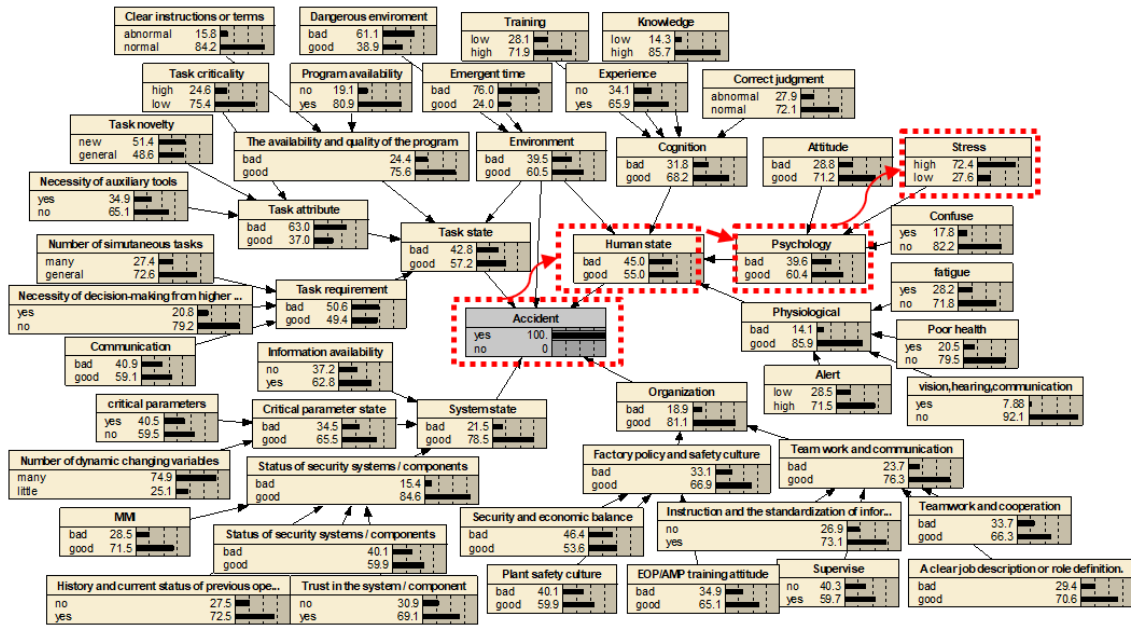 Clear instructions or terms
abnormal 15.8
normal 84.2
Dangerous enviroment
bad 61.1
good 38.9
Training
low 28.1
high 71.9
Knowledge
low 14.3
high 85.7
Task criticality
high 24.6
low 75.4
Program availability
no 19.1
yes 80.9
Emergent time
bad 76.0
good 24.0
Experience
no 34.1
yes 65.9
Correct judgment
abnormal 27.9
normal 72.1
Task novelty
new 51.4
general 48.6
The availability and quality of the program
bad 24.4
good 75.6
Environment
bad 39.5
good 60.5
Cognition
bad 31.8
good 68.2
Attitude
bad 28.8
good 71.2
Stress
high 72.4
low 27.6
Necessity of auxiliary tools
yes 34.9
no 65.1
Task attribute
bad 63.0
good 37.0
Task state
bad 42.8
good 57.2
Human state
bad 45.0
good 55.0
Psychology
bad 39.6
good 60.4
Confuse
yes 17.8
no 82.2
Number of simutaneous tasks
many 27.4
general 72.6
fatigue
yes 28.2
no 71.8
Necessity of decision-making from higher ...
yes 20.8
no 79.2
Task requirement
bad 50.6
good 49.4
Accident
yes 100.
no 0
Physiological
bad 14.1
good 85.9
Poor health
yes 20.5
no 79.5
Communication
bad 40.9
good 59.1
Information availability
no 37.2
yes 62.8
Alert
low 28.5
high 71.5
vision,hearing,communication
yes 7.88
no 92.1
critical parameters
yes 40.5
no 59.5
Critical parameter state
bad 34.5
good 65.5
System state
bad 21.5
good 78.5
Organization
bad 18.9
good 81.1
Number of dynamic changing variables
many 74.9
little 25.1
Status of security systems / components
bad 15.4
good 84.6
Factory policy and safety culture
bad 33.1
good 66.9
Team work and communication
bad 23.7
good 76.3
MMI
bad 28.5
good 71.5
Status of security systems / components
bad 40.1
good 59.9
Security and economic balance
bad 46.4
good 53.6
Instruction and the standardization of infor...
no 26.9
yes 73.1
Teamwork and cooperation
bad 33.7
good 66.3
History and current status of previous ope...
no 27.5
yes 72.5
Trust in the system / component
no 30.9
yes 69.1
Plant safety culture
bad 40.1
good 59.9
EOP/AMP training attitude
bad 34.9
good 65.1
Supervise
no 40.3
yes 59.7
A clear job description or role definition.
bad 29.4
good 70.6